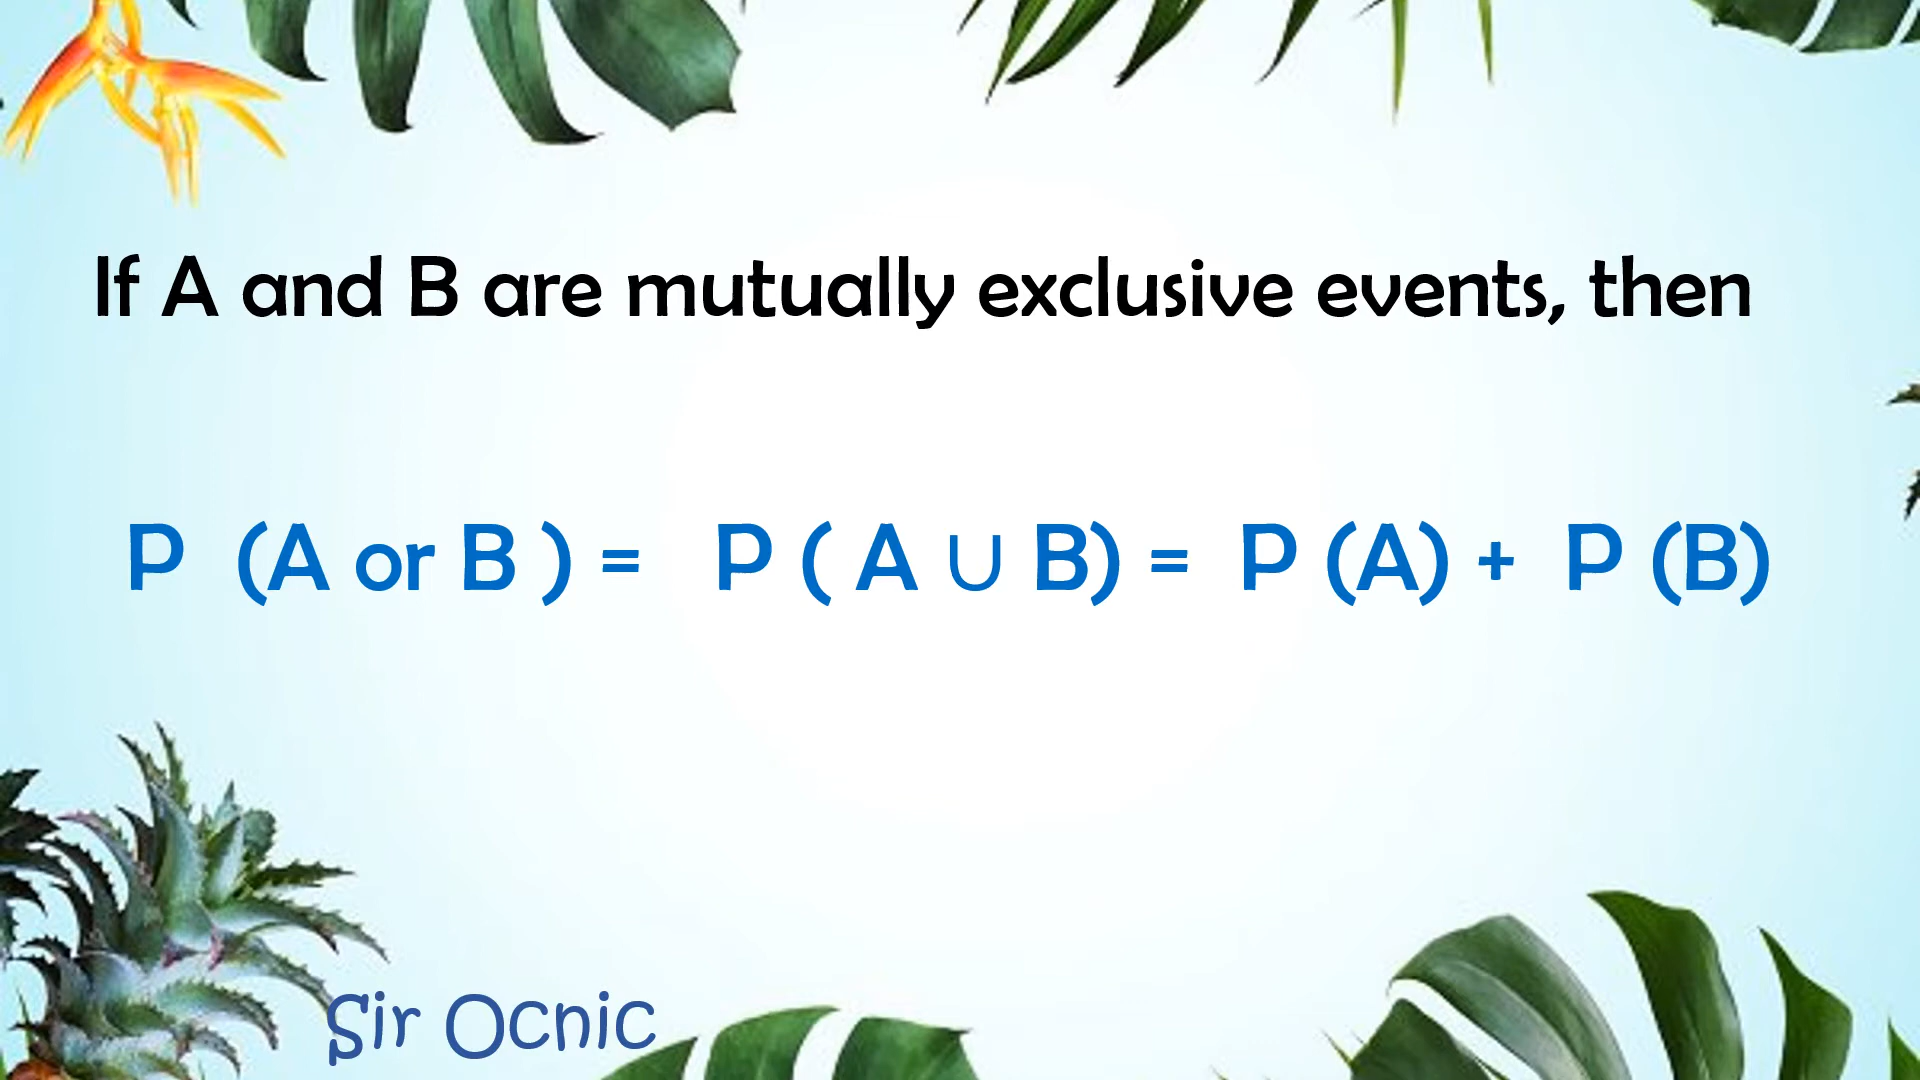 If A and B are mutually exclusive events, then
P (A or B ) = P ( A ∪ B) = P (A) + P (B)
Sir Ocnic